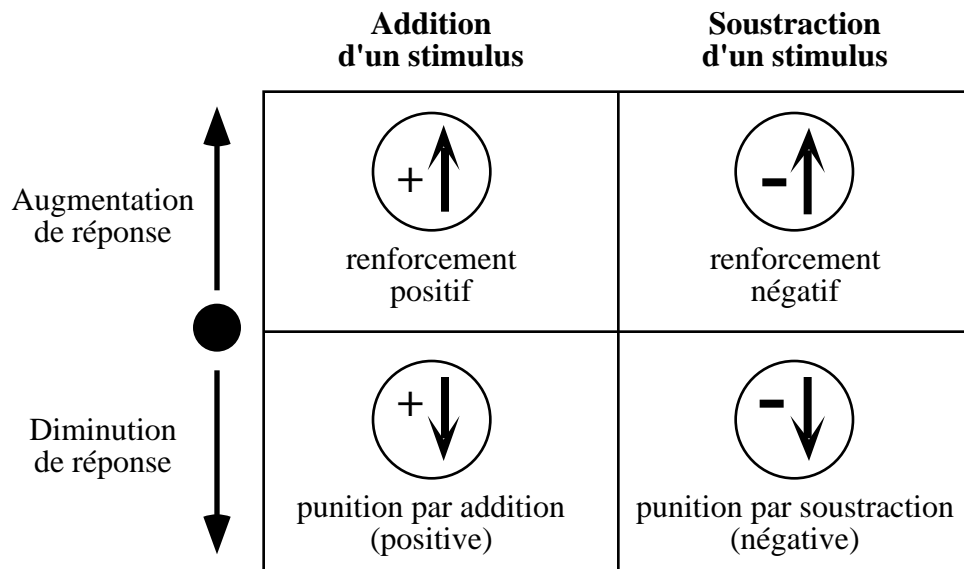 Addition
d'un stimulus
Soustraction
d'un stimulus
Augmentation
de réponse
+
renforcement
positif
-
renforcement
négatif
Diminution
de réponse
+
punition par addition
(positive)
-
punition par soustraction
(négative)